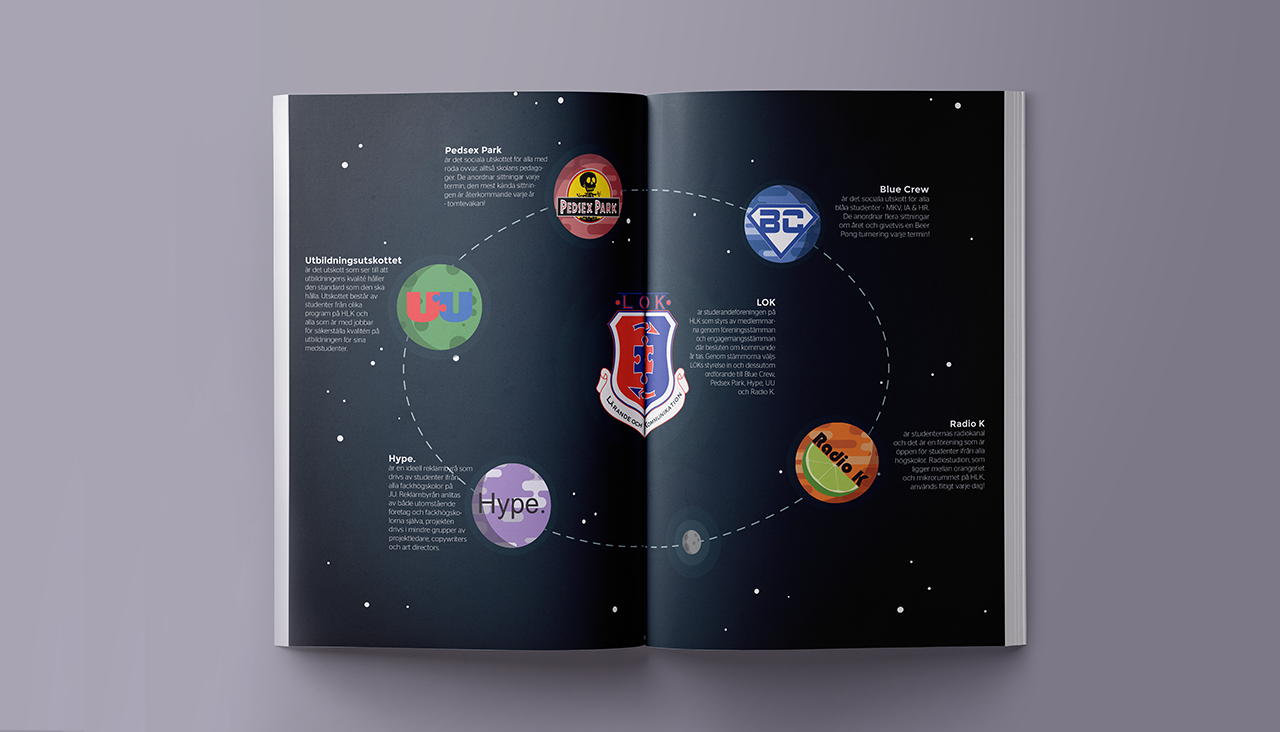 Pedsex Park
är det sociala utskottet för alla med
röda ovvar, alltså skolans pedago-
ger. De anordnar sittningar varje
termin, den mest kända sittnin-
gen är återkommande varje år
- tomtevakan!
PEDSEX PARK
Utbildningsutskottet
är det utskott som ser till att
utbildningens kvalité håller
den standard som den ska
hålla. Utskottet består av
studenter från olika
program på HLK och
alla som är med jobbar
för säkerställa kvalitén på
utbildningen för sina
medstudenter.
UU
Hype.
är en ideell reklambyrå som
drivs av studenter ifrån
alla fackhögskolor på
JU. Reklambyrån anlitas
av både utomstående
företag och fackhögsko-
lorna själva, projekten
drivs i mindre grupper av
projektledare, copywriters
och art directors.
Hype.
•LOK•
LÄRANDE OCH KOMMUNIKATION
LOK
är studerandeföreningen på
HLK som styrs av medlemmar-
na genom föreningsstämman
och engagemangsstämman
där besluten om kommande
år tas. Genom stämmorna väljs
LOKs styrelse in och dessutom
ordförande till Blue Crew,
Pedsex Park, Hype, UU
och Radio K.
BC
Blue Crew
är det sociala utskott för alla
blåa studenter - MKV, IA & HR.
De anordnar flera sittningar
om året och givetvis en Beer
Pong-turnering varje termin!
Radio K
Radio K
är studenternas radiokanal
och det är en förening som är
öppen för studenter ifrån alla
högskolor. Radiostudion, som
ligger mellan orangeriet
och mikrorummet på HLK,
används flitigt varje dag!